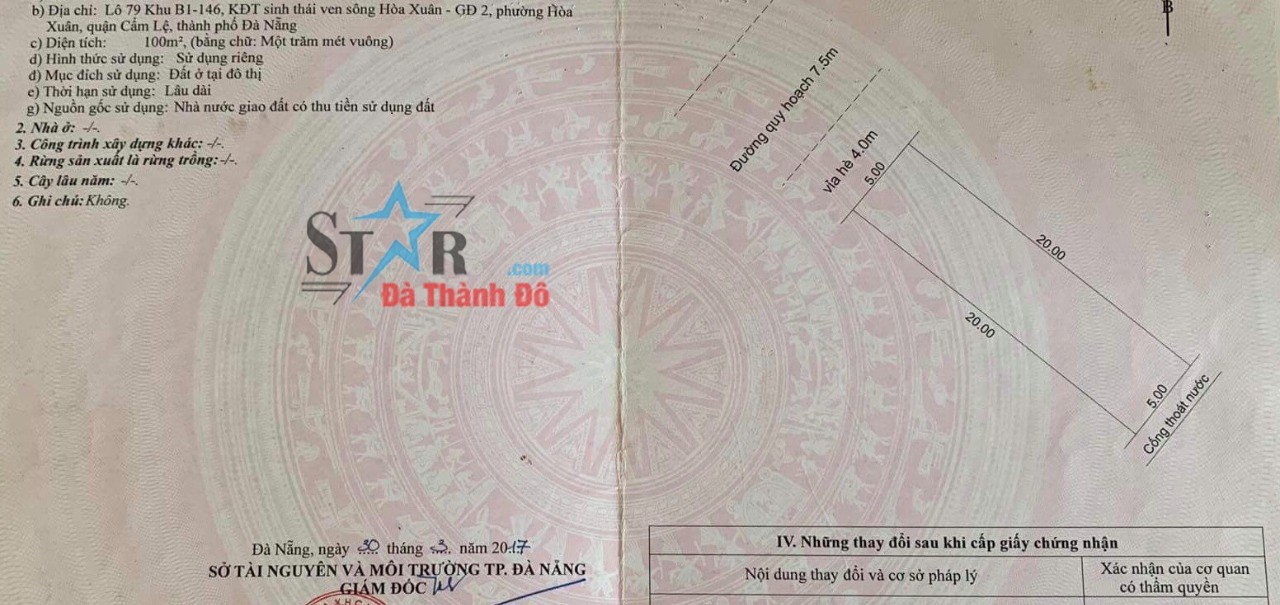 b) Địa chỉ: Lô 79 Khu B1-146, KĐT sinh thái ven sông Hòa Xuân - GĐ 2, phường Hòa
Xuân, quận Cẩm Lệ, thành phố Đà Nẵng
c) Diện tích: 100m², (bằng chữ: Một trăm mét vuông)
d) Hình thức sử dụng: Sử dụng riêng
đ) Mục đích sử dụng: Đất ở tại đô thị
e) Thời hạn sử dụng: Lâu dài
g) Nguồn gốc sử dụng: Nhà nước giao đất có thu tiền sử dụng đất
2. Nhà ở: -/-.
3. Công trình xây dựng khác: -/-.
4. Rừng sản xuất là rừng trồng: -/-.
5. Cây lâu năm: -/-.
6. Ghi chú: Không.
STAR
.com
Đà Thành Đô
B
Đường quy hoạch 7.5m
vỉa hè 4.0m
5.00
20.00
20.00
5.00
Cống thoát nước
Đà Nẵng, ngày 30 tháng 3. năm 2017
SỞ TÀI NGUYÊN VÀ MÔI TRƯỜNG TP. ĐÀ NẴNG
GIÁM ĐỐC
IV. Những thay đổi sau khi cấp giấy chứng nhận
Nội dung thay đổi và cơ sở pháp lý
Xác nhận của cơ quan
có thẩm quyền